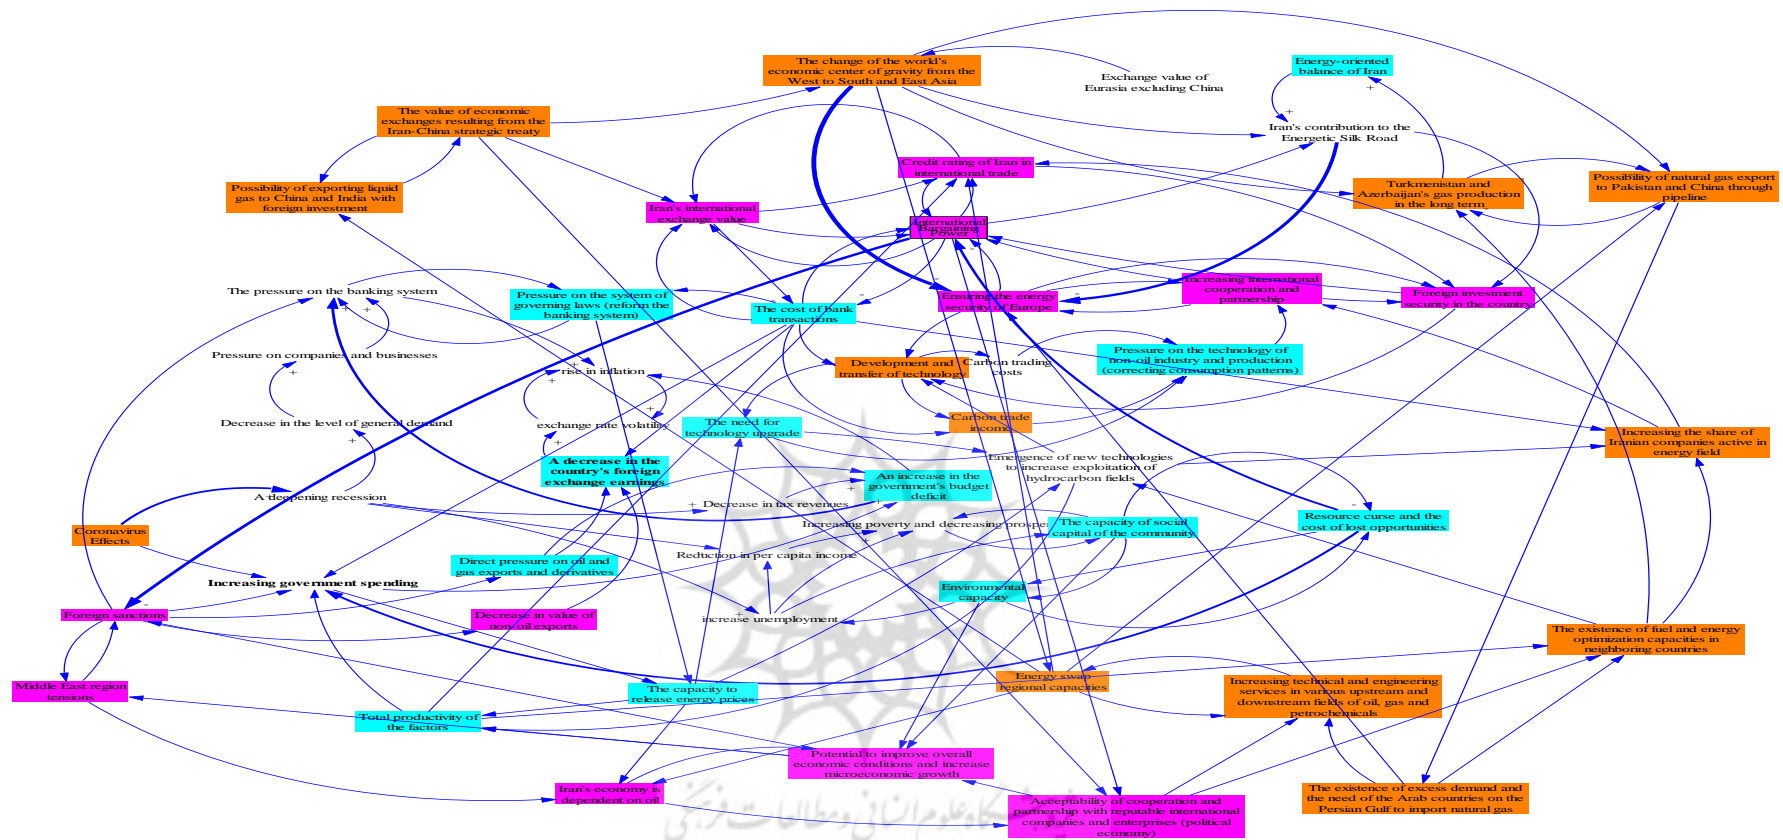 The change of the world's
economic center of gravity from the
West to South and East Asia
Exchange value of
Eurasia excluding China
Energy-oriented
balance of Iran
The value of economic
exchanges resulting from the
Iran-China strategic treaty
Iran's contribution to the
Energetic Silk Road
Credit rating of Iran in
international trade
Possibility of exporting liquid
gas to China and India with
foreign investment
Turkmenistan and
Azerbaijan's gas production
in the long term
Possibility of natural gas export
to Pakistan and China through
pipeline
Iran's international
exchange value
International
Bargaining
Power
The pressure on the banking system
Pressure on the system of
governing laws (reform the
banking system)
The cost of bank
transactions
Ensuring the energy
security of Europe
Increasing international
cooperation and
partnership
Foreign investment
security in the country
Pressure on companies and businesses
rise in inflation
Development and
transfer of technology
Carbon trading
costs
Pressure on the technology of
non-oil industry and production
(correcting consumption patterns)
Decrease in the level of general demand
exchange rate volatility
The need for
technology upgrade
Carbon trade
income
Increasing the share of
Iranian companies active in
energy field
A decrease in the
country's foreign
exchange earnings
An increase in the
government's budget
deficit
Emergence of new technologies
to increase exploitation of
hydrocarbon fields
A deepening recession
Decrease in tax revenues
Coronavirus
Effects
Increasing poverty and decreasing prospe
The capacity of social
capital of the community
Resource curse and the
cost of lost opportunities
Direct pressure on oil and
gas exports and derivatives
Reduction in per capita income
Increasing government spending
Environmental
capacity
Foreign sanctions
Decrease in value of
non-oil exports
increase unemployment
The existence of fuel and energy
optimization capacities in
neighboring countries
Middle East region
tensions
The capacity to
release energy prices
Energy swap
regional capacities
Increasing technical and engineering
services in various upstream and
downstream fields of oil, gas and
petrochemicals
Total productivity of
the factors
Potential to improve overall
economic conditions and increase
microeconomic growth
Iran's economy is
dependent on oil
Acceptability of cooperation and
partnership with reputable international
companies and enterprises (political
economy)
The existence of excess demand and
the need of the Arab countries on the
Persian Gulf to import natural gas
پژوهشگاه علوم انسانی و مطالعات فرهنگی